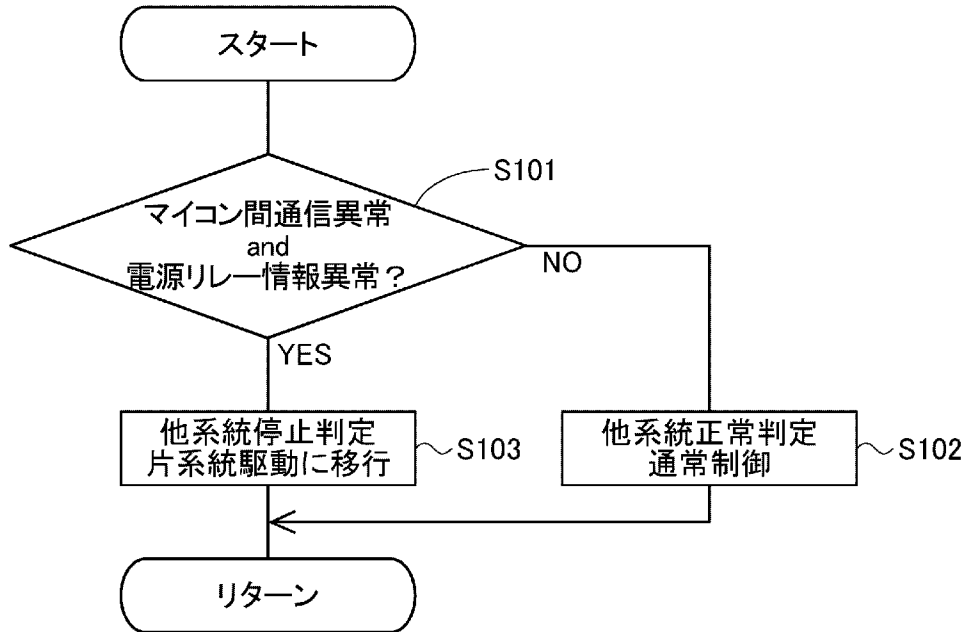 スタート
S101
マイコン間通信異常
and
電源リレー情報異常？
NO
YES
他系統停止判定
片系統駆動に移行
S103
他系統正常判定
通常制御
S102
リターン